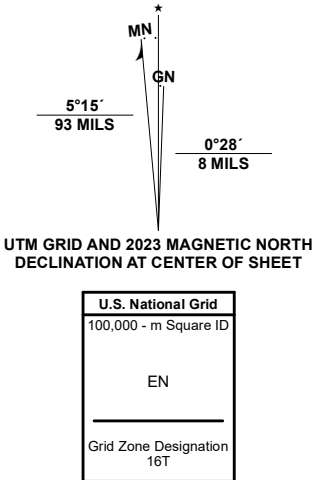 ★
MN
GN
5°15´
93 MILS
0°28´
8 MILS
UTM GRID AND 2023 MAGNETIC NORTH
DECLINATION AT CENTER OF SHEET
U.S. National Grid
100,000 - m Square ID
EN
Grid Zone Designation
16T